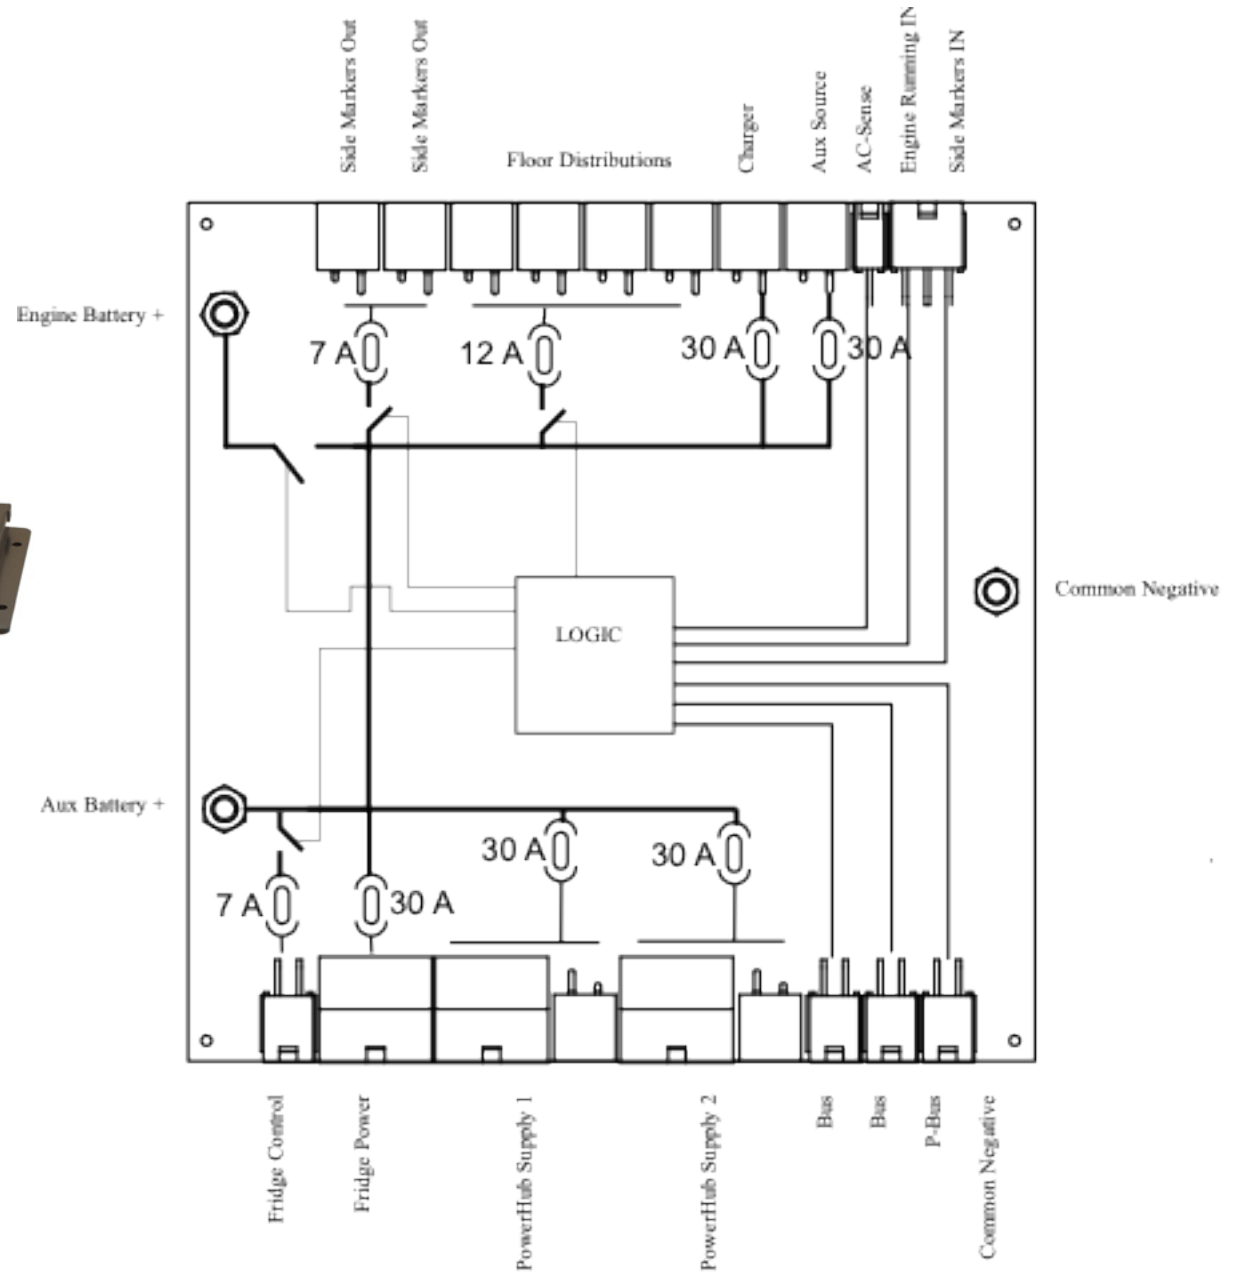 Side Markers Out
Side Markers Out
Floor Distributions
Charger
Aux Source
AC-Sense
Engine Running IN
Side Markers IN
Engine Battery +
7 A
12 A
30 A
30 A
Common Negative
LOGIC
Aux Battery +
30 A
30 A
7 A
30 A
Fridge Control
Fridge Power
PowerHub Supply 1
PowerHub Supply 2
Bus
Bus
P-Bus
Common Negative